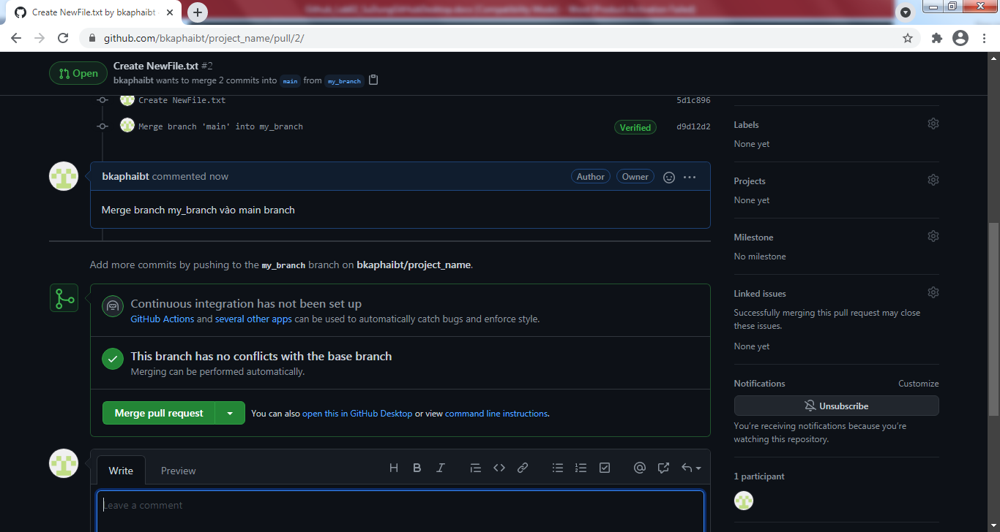 Create NewFile.txt by bkaphaibt
github.com/bkaphaibt/project_name/pull/2/
Open
Create NewFile.txt #2
bkaphaibt wants to merge 2 commits into main from my_branch
Create NewFile.txt 5d1c896
Merge branch 'main' into my_branch Verified d9d12d2
bkaphaibt commented now Author Owner
Merge branch my_branch vào main branch
Add more commits by pushing to the my_branch branch on bkaphaibt/project_name.
Continuous integration has not been set up
GitHub Actions and several other apps can be used to automatically catch bugs and enforce style.
This branch has no conflicts with the base branch
Merging can be performed automatically.
Merge pull request You can also open this in GitHub Desktop or view command line instructions.
Write Preview
Leave a comment
Labels
None yet
Projects
None yet
Milestone
No milestone
Linked issues
Successfully merging this pull request may close
these issues.
None yet
Notifications Customize
Unsubscribe
You're receiving notifications because you're
watching this repository.
1 participant